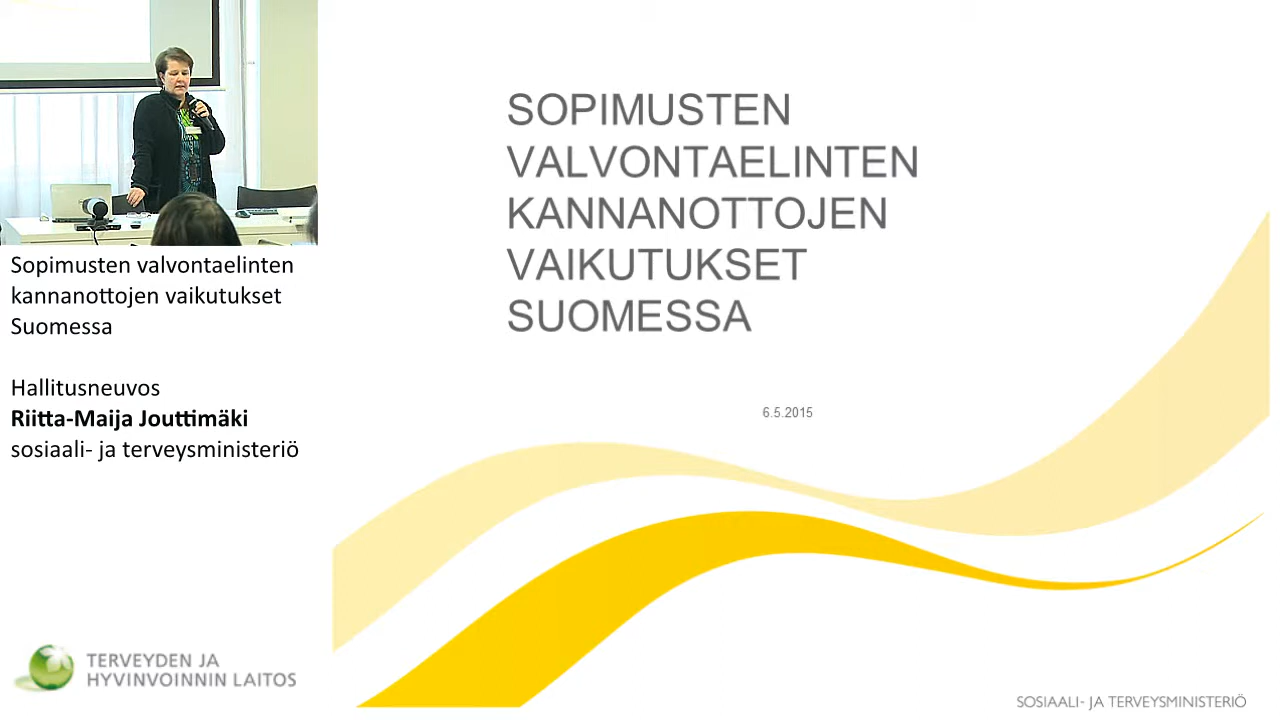 Sopimusten valvontaelinten
kannanottojen vaikutukset
Suomessa
Hallitusneuvos
Riitta-Maija Jouttimäki
sosiaali- ja terveysministeriö
TERVEYDEN JA
HYVINVOINNIN LAITOS
SOPIMUSTEN
VALVONTAELINTEN
KANNANOTTOJEN
VAIKUTUKSET
SUOMESSA
6.5.2015
SOSIAALI- JA TERVEYSMINISTERIÖ